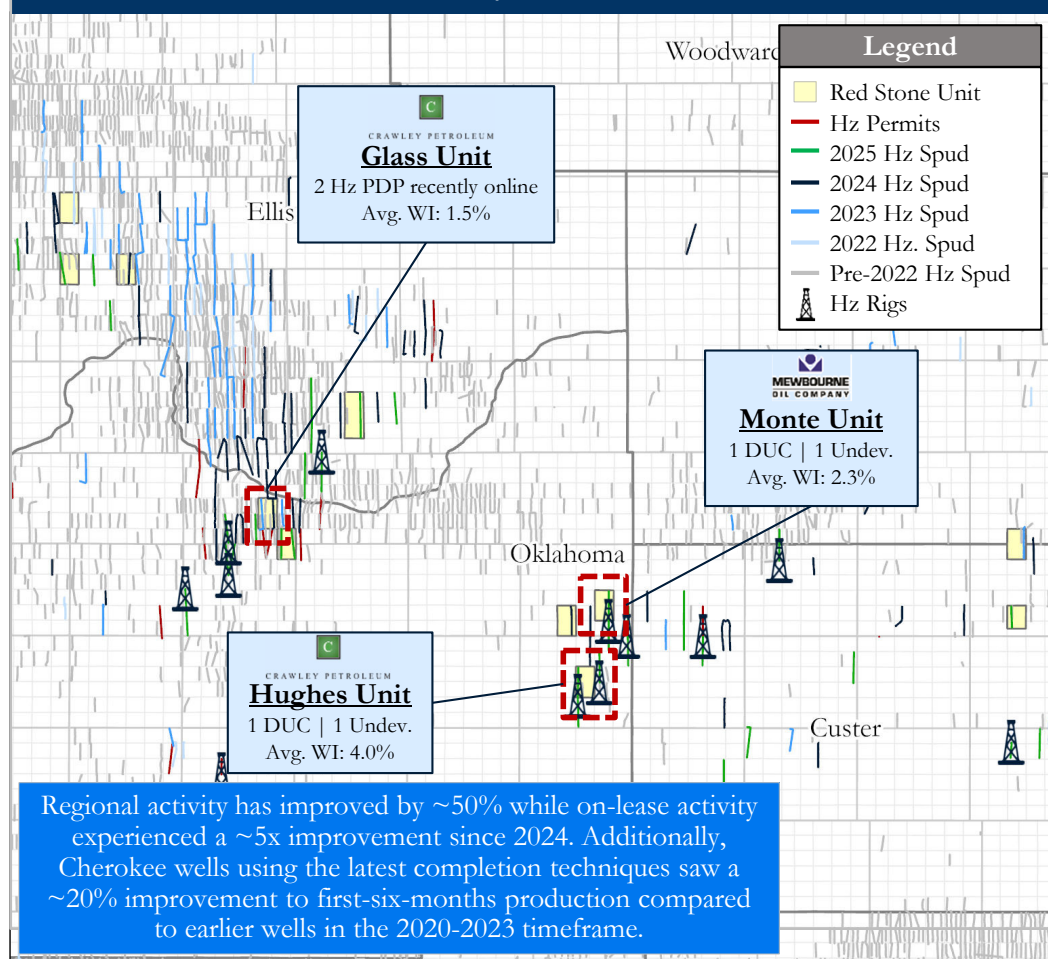 Woodward
Legend
Red Stone Unit
Hz Permits
2025 Hz Spud
2024 Hz Spud
2023 Hz Spud
2022 Hz. Spud
Pre-2022 Hz Spud
Hz Rigs
C
CRAWLEY PETROLEUM
Glass Unit
2 Hz PDP recently online
Avg. WI: 1.5%
Ellis
MEWBOURNE
OIL COMPANY
Monte Unit
1 DUC | 1 Undev.
Avg. WI: 2.3%
Oklahoma
C
CRAWLEY PETROLEUM
Hughes Unit
1 DUC | 1 Undev.
Avg. WI: 4.0%
Custer
Regional activity has improved by ~50% while on-lease activity
experienced a ~5x improvement since 2024. Additionally,
Cherokee wells using the latest completion techniques saw a
~20% improvement to first-six-months production compared
to earlier wells in the 2020-2023 timeframe.